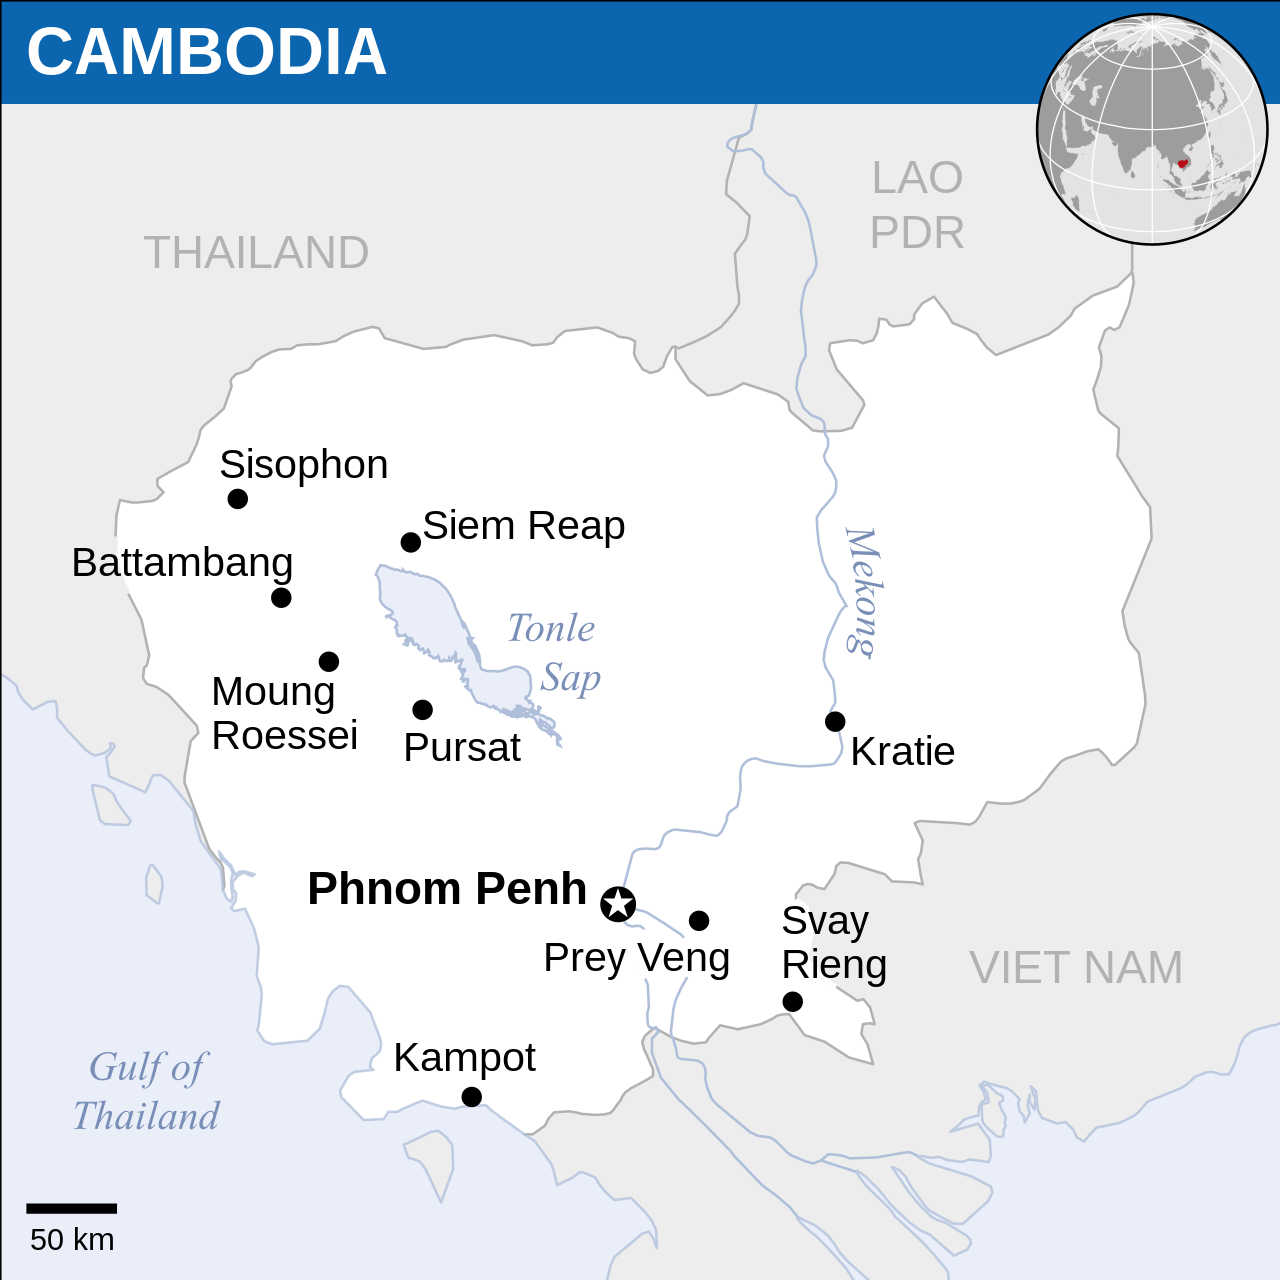 CAMBODIA
LAO
PDR
THAILAND
Sisophon
Siem Reap
Battambang
Mekong
Tonle
Sap
Moung
Roessei
Pursat
Kratie
Phnom Penh
Svay
Rieng
Prey Veng
VIET NAM
Kampot
Gulf of
Thailand
50 km